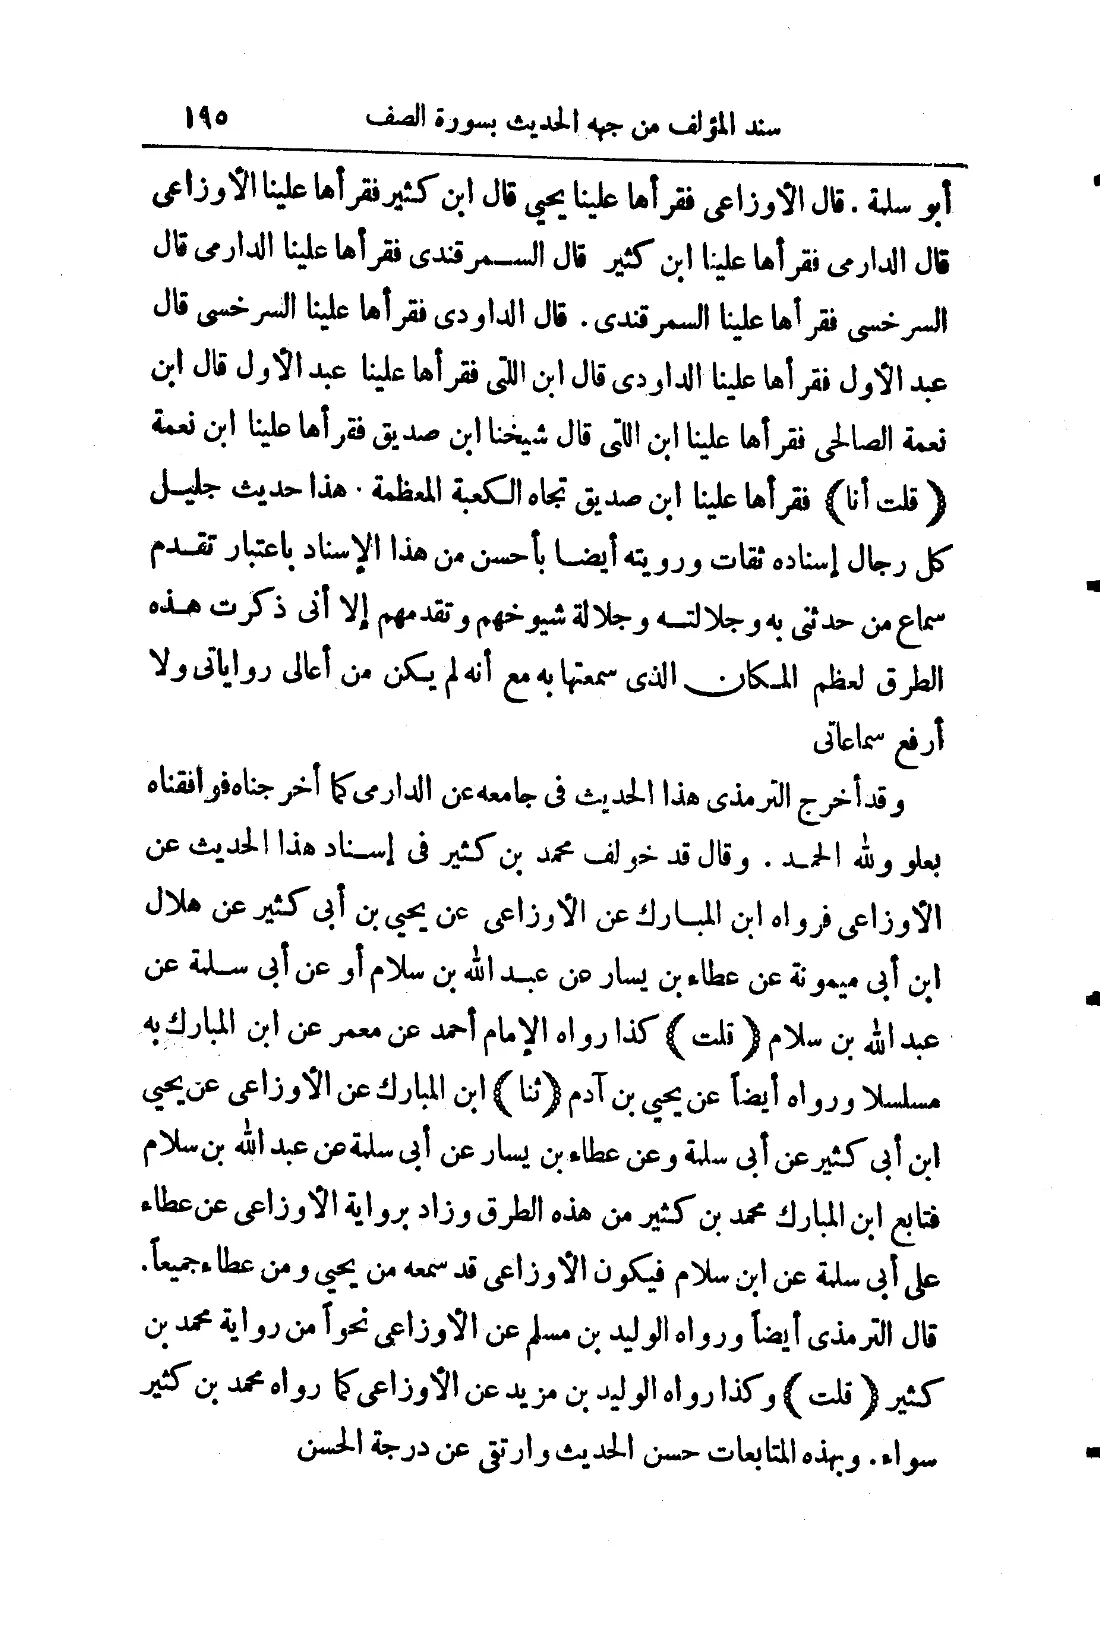 سند المؤلف من جهه الحديث بسورة الصف ١٩٥
أبو سلمة . قال الأوزاعى فقرأها علينا يحيى قال ابن كثير فقرأها علينا الأوزاعى
قال الدارمى فقرأها علينا ابن كثير قال السمرقندى فقرأها علينا الدارمى قال
السرخسى فقرأها علينا السمرقندى . قال الداودى فقرأها علينا السرخسى قال
عبد الأول فقرأها علينا الداودى قال ابن اللتى فقرأها علينا عبد الأول قال ابن
نعمة الصالحى فقرأها علينا ابن اللتى قال شيخنا ابن صديق فقرأها علينا ابن نعمة
( قلت أنا ) فقرأها علينا ابن صديق تجاه الكعبة المعظمة . هذا حديث جليل
كل رجال إسناده ثقات ورويته أيضا بأحسن من هذا الإسناد باعتبار تقدم
سماع من حدثنى به وجلالته وجلالة شيوخهم وتقدمهم إلا أنى ذكرت هذه
الطرق لعظم المكان الذى سمعتها به مع أنه لم يكن من أعالى رواياتى ولا
أرفع سماعاتى
وقد أخرج الترمذى هذا الحديث فى جامعه عن الدارمى كما أخرجناه فوافقناه
بعلو ولله الحمد . وقال قد خولف محمد بن كثير فى إسناد هذا الحديث عن
الأوزاعى فرواه ابن المبارك عن الأوزاعى عن يحيى بن أبى كثير عن هلال
ابن أبى ميمونة عن عطاء بن يسار عن عبد الله بن سلام أو عن أبى سلمة عن
عبد الله بن سلام ( قلت ) كذا رواه الإمام أحمد عن معمر عن ابن المبارك به
مسلسلا ورواه أيضاً عن يحيى بن آدم ( ثنا ) ابن المبارك عن الأوزاعى عن يحيى
ابن أبى كثير عن أبى سلمة وعن عطاء بن يسار عن أبى سلمة عن عبد الله بن سلام
فتابع ابن المبارك محمد بن كثير من هذه الطرق وزاد برواية الأوزاعى عن عطاء
على أبى سلمة عن ابن سلام فيكون الأوزاعى قد سمعه من يحيى ومن عطاء جميعاً .
قال الترمذى أيضاً ورواه الوليد بن مسلم عن الأوزاعى نحواً من رواية محمد بن
كثير ( قلت ) وكذا رواه الوليد بن مزيد عن الأوزاعى كما رواه محمد بن كثير
سواء . وبهذه المتابعات حسن الحديث وارتقى عن درجة الحسن